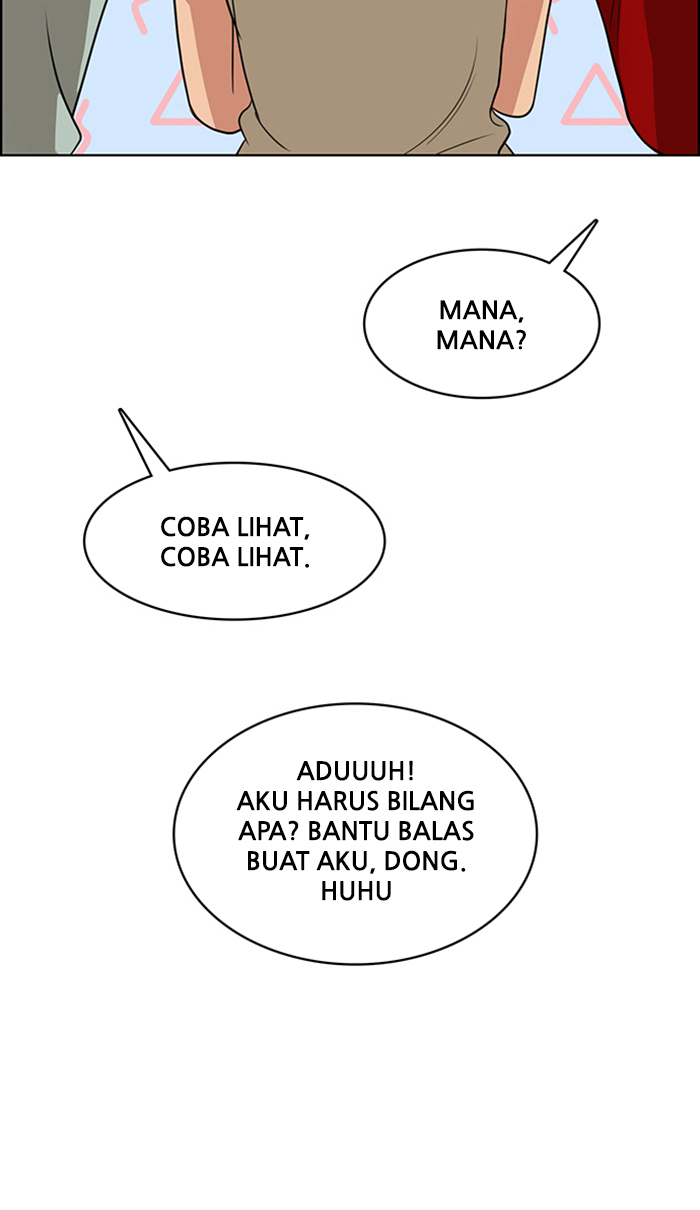 MANA,
MANA?
COBA LIHAT,
COBA LIHAT.
ADUUUH!
AKU HARUS BILANG
APA? BANTU BALAS
BUAT AKU, DONG.
HUHU